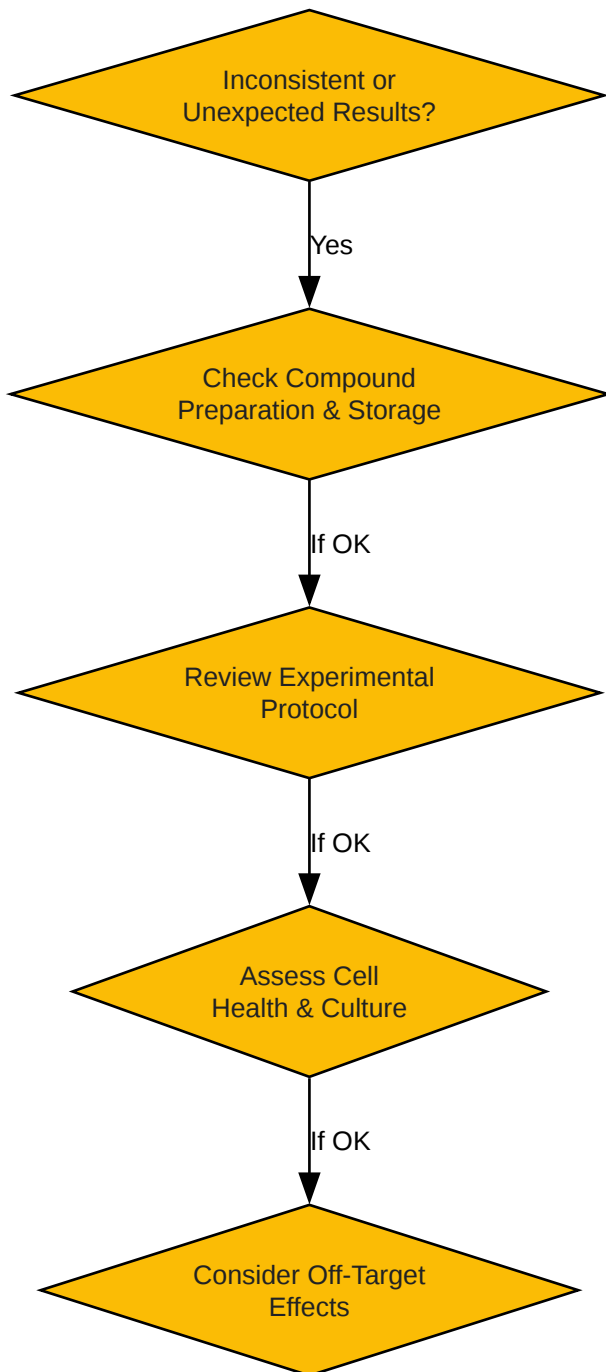 Inconsistent or
Unexpected Results?
Yes
Check Compound
Preparation & Storage
If OK
Review Experimental
Protocol
If OK
Assess Cell
Health & Culture
If OK
Consider Off-Target
Effects